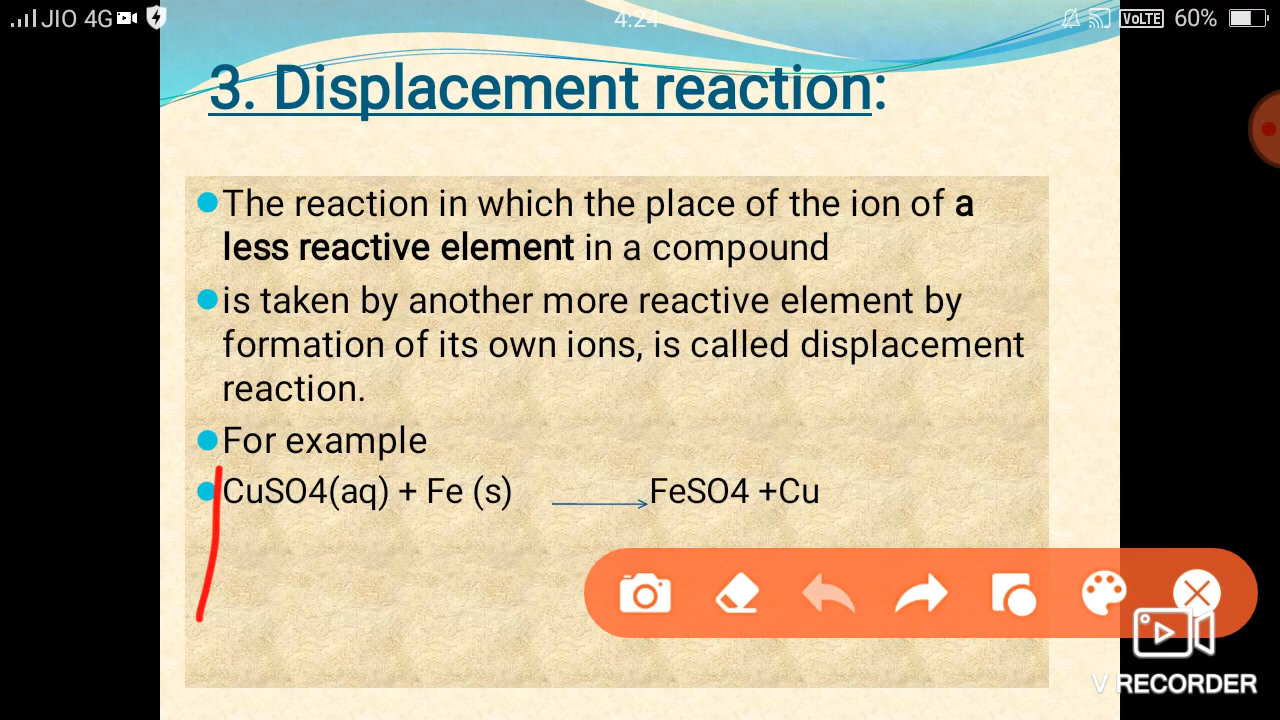 JIO 4G 4:24 VoLTE 60%
3. Displacement reaction:
The reaction in which the place of the ion of a
less reactive element in a compound
is taken by another more reactive element by
formation of its own ions, is called displacement
reaction.
For example
CuSO4(aq) + Fe (s) FeSO4 +Cu
V RECORDER